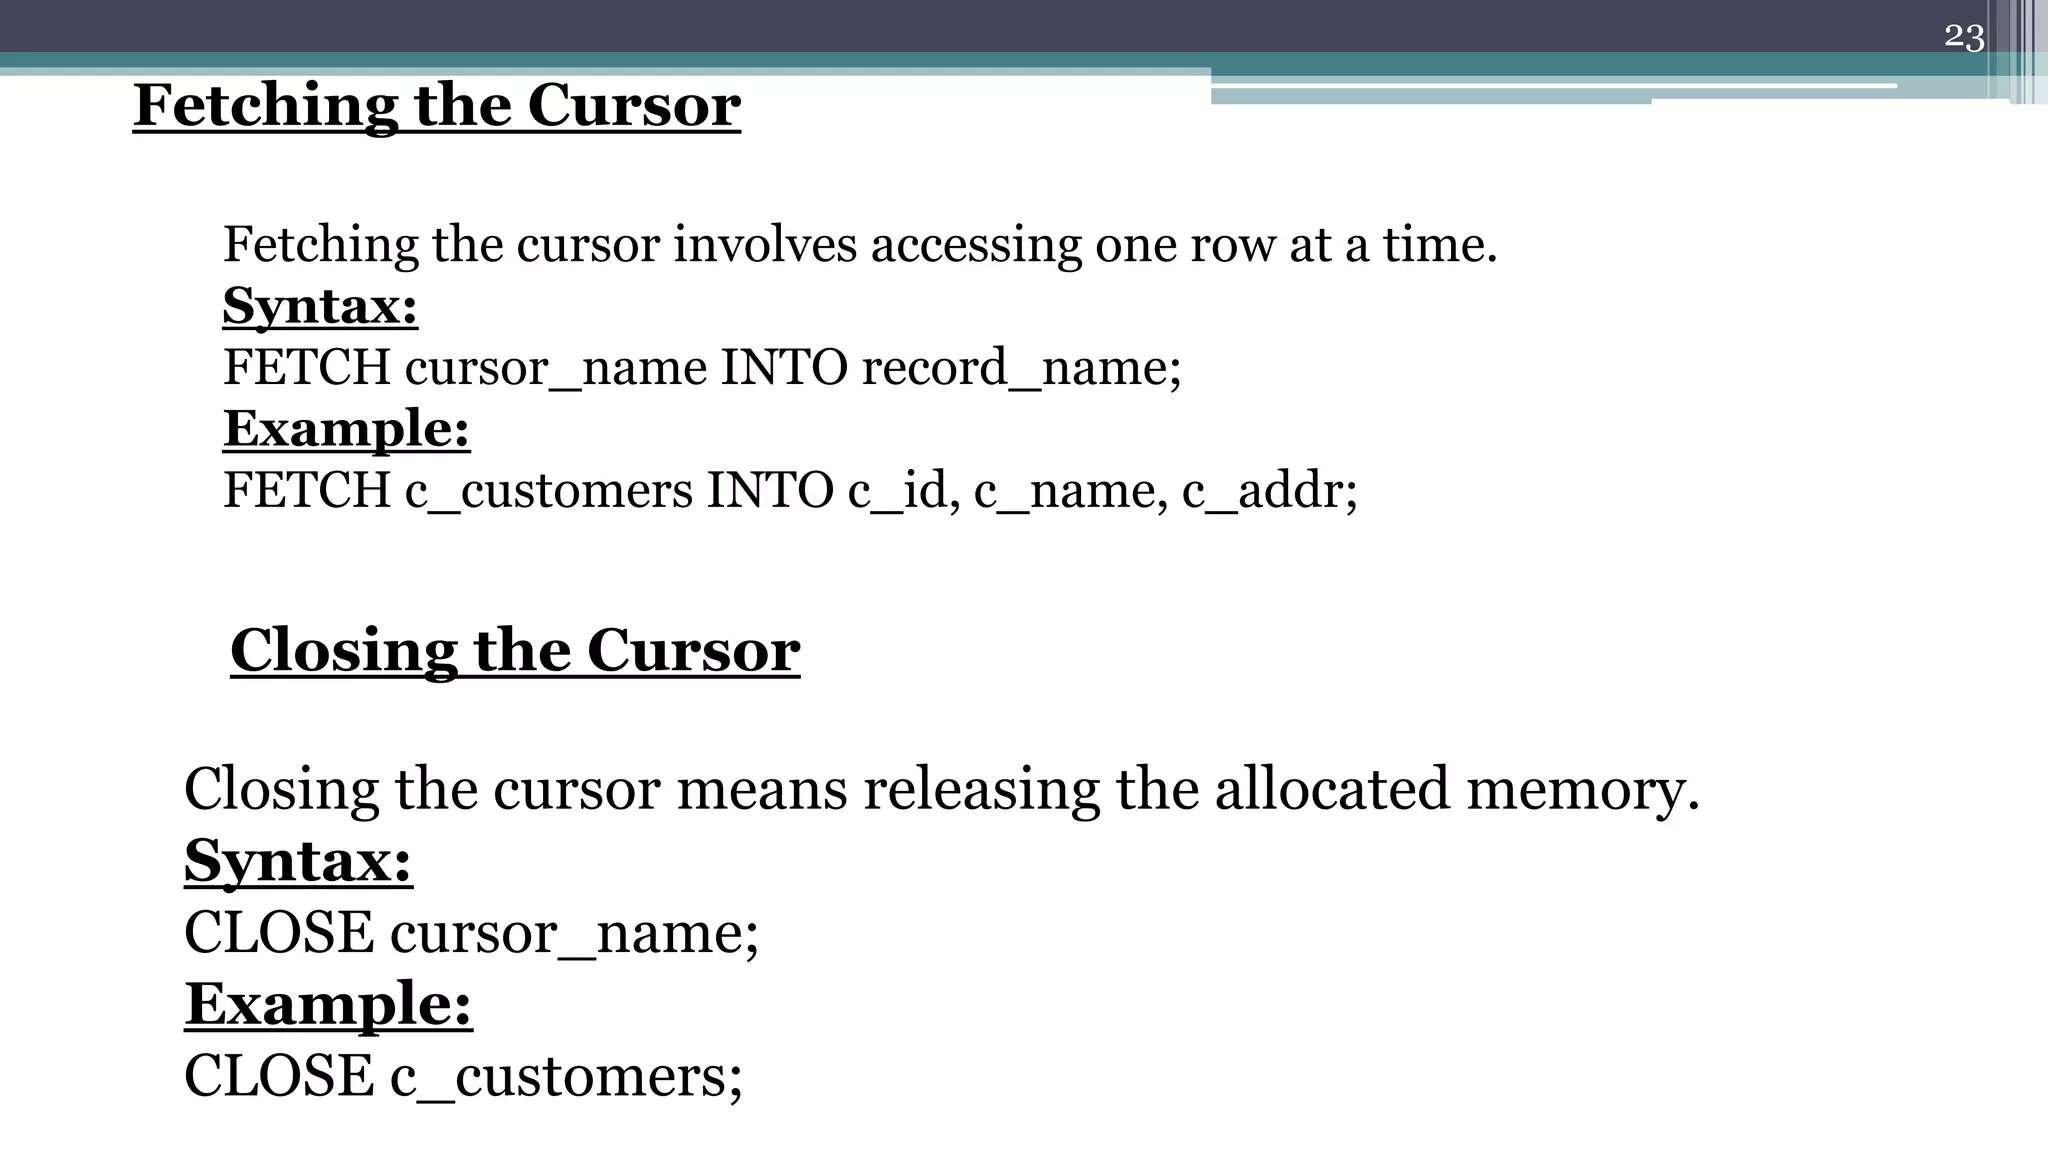 23
Fetching the Cursor
Fetching the cursor involves accessing one row at a time.
Syntax:
FETCH cursor_name INTO record_name;
Example:
FETCH c_customers INTO c_id, c_name, c_addr;
Closing the Cursor
Closing the cursor means releasing the allocated memory.
Syntax:
CLOSE cursor_name;
Example:
CLOSE c_customers;